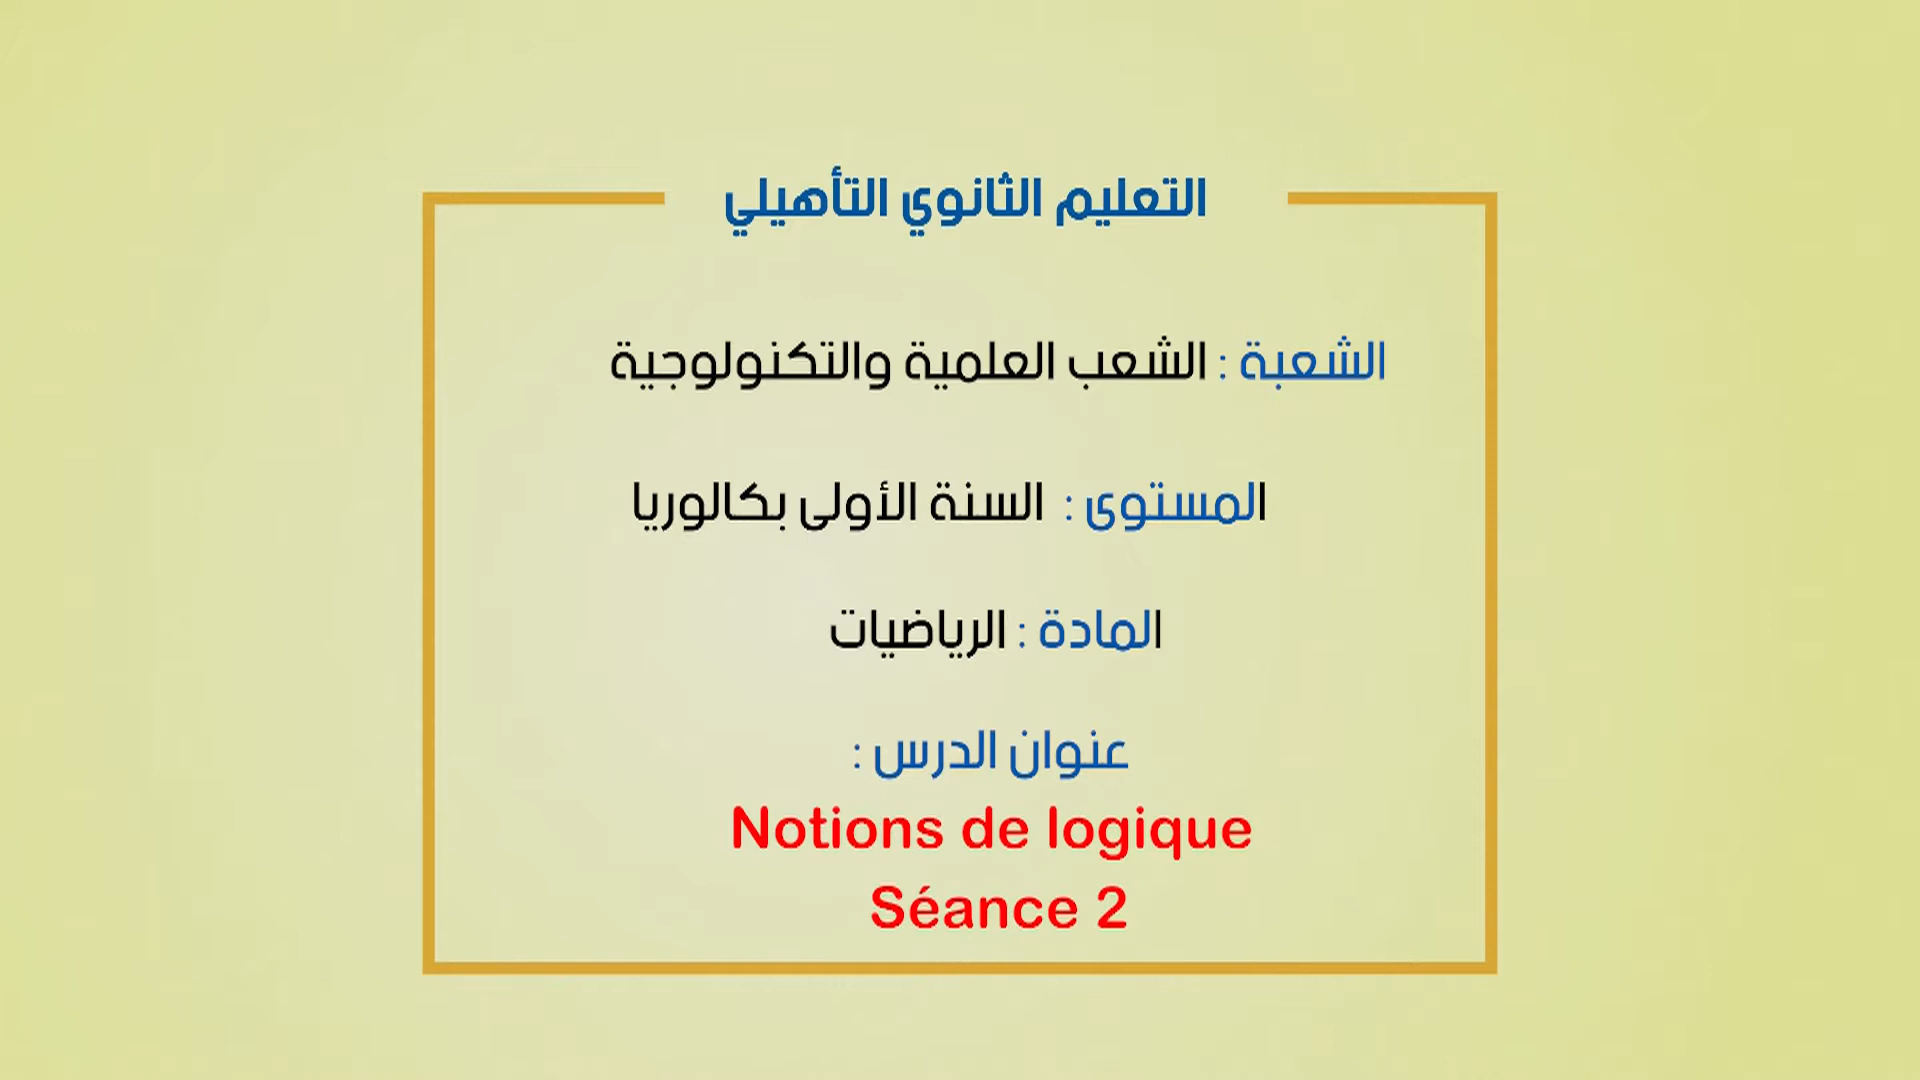 التعليم الثانوي التأهيلي
الشعبة : الشعب العلمية والتكنولوجية
المستوى : السنة الأولى بكالوريا
المادة : الرياضيات
عنوان الدرس :
Notions de logique
Séance 2